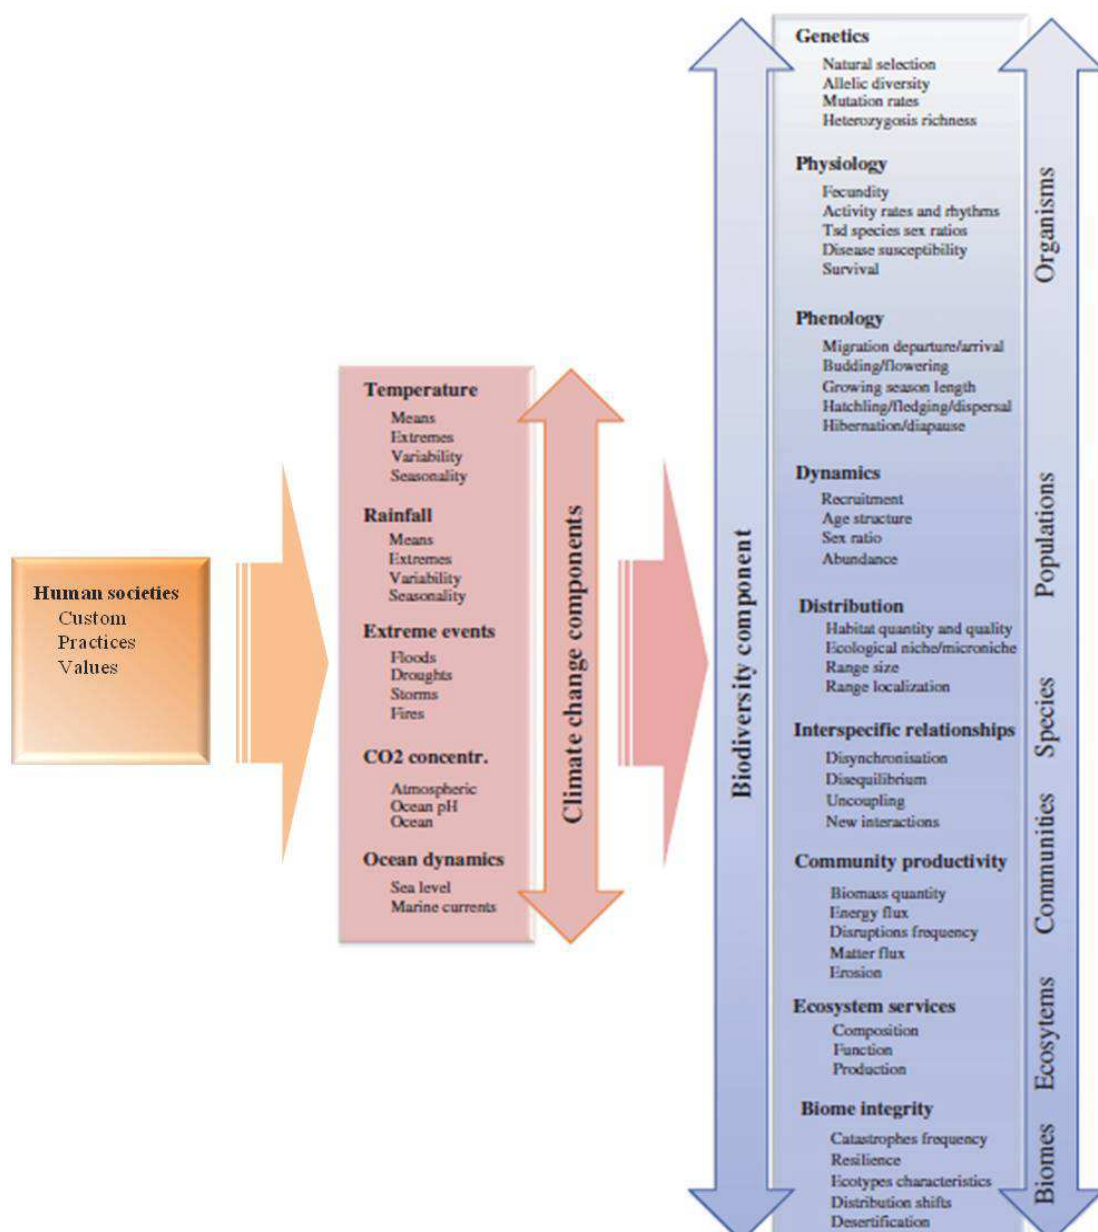 Human societies
Custom
Practices
Values
Temperature
Means
Extremes
Variability
Seasonality
Rainfall
Means
Extremes
Variability
Seasonality
Extreme events
Floods
Droughts
Storms
Fires
CO2 concentr.
Atmospheric
Ocean pH
Ocean
Ocean dynamics
Sea level
Marine currents
Climate change components
Biodiversity component
Genetics
Natural selection
Allelic diversity
Mutation rates
Heterozygosis richness
Physiology
Fecundity
Activity rates and rhythms
Tsd species sex ratios
Disease susceptibility
Survival
Phenology
Migration departure/arrival
Budding/flowering
Growing season length
Hatchling/fledging/dispersal
Hibernation/diapause
Dynamics
Recruitment
Age structure
Sex ratio
Abundance
Distribution
Habitat quantity and quality
Ecological niche/microniche
Range size
Range localization
Interspecific relationships
Disynchronisation
Disequilibrium
Uncoupling
New interactions
Community productivity
Biomass quantity
Energy flux
Disruptions frequency
Matter flux
Erosion
Ecosystem services
Composition
Function
Production
Biome integrity
Catastrophes frequency
Resilience
Ecotypes characteristics
Distribution shifts
Desertification
Organisms
Populations
Species
Communities
Ecosytems
Biomes